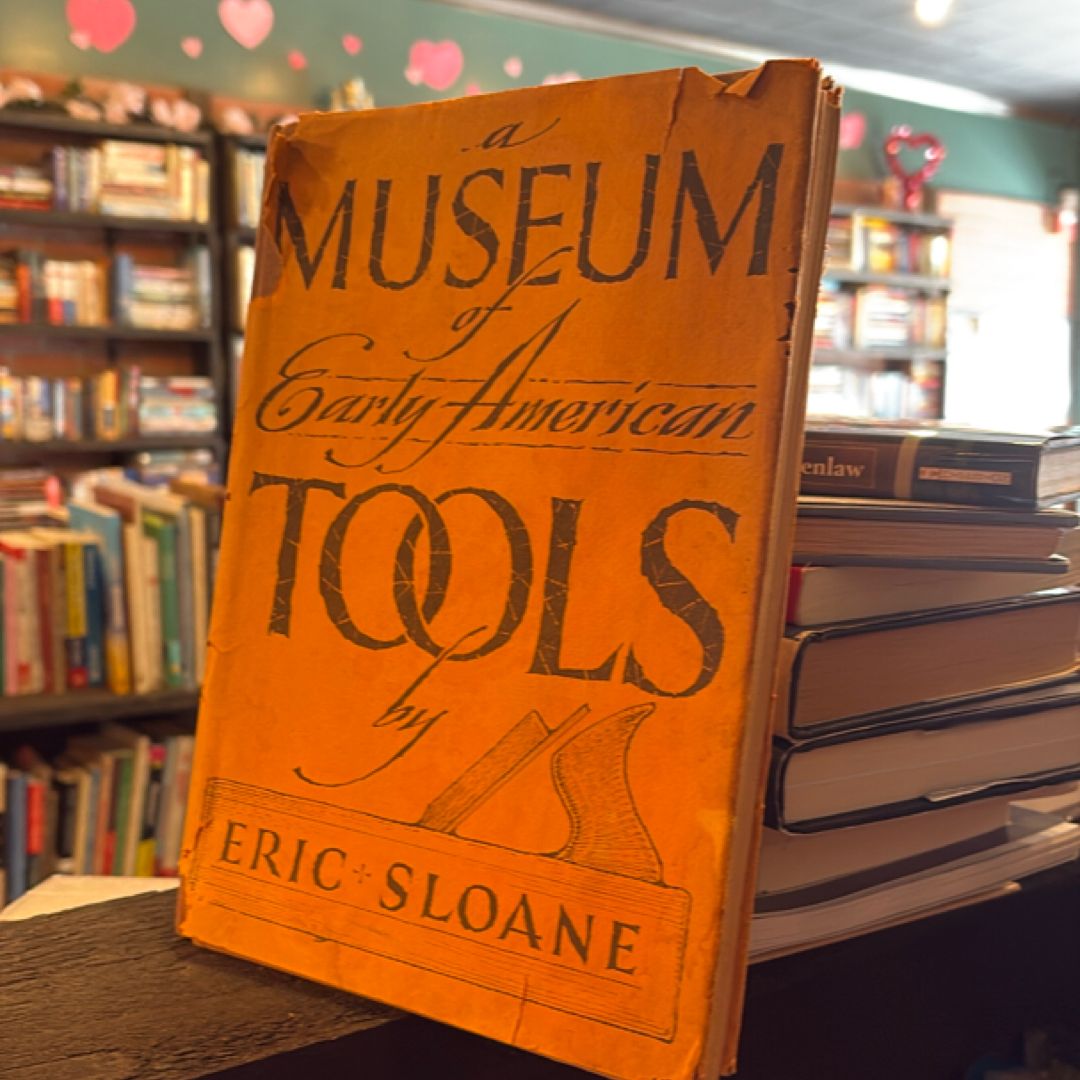 a
MUSEUM
of
Early American
TOOLS
by
ERIC SLOANE
enlaw